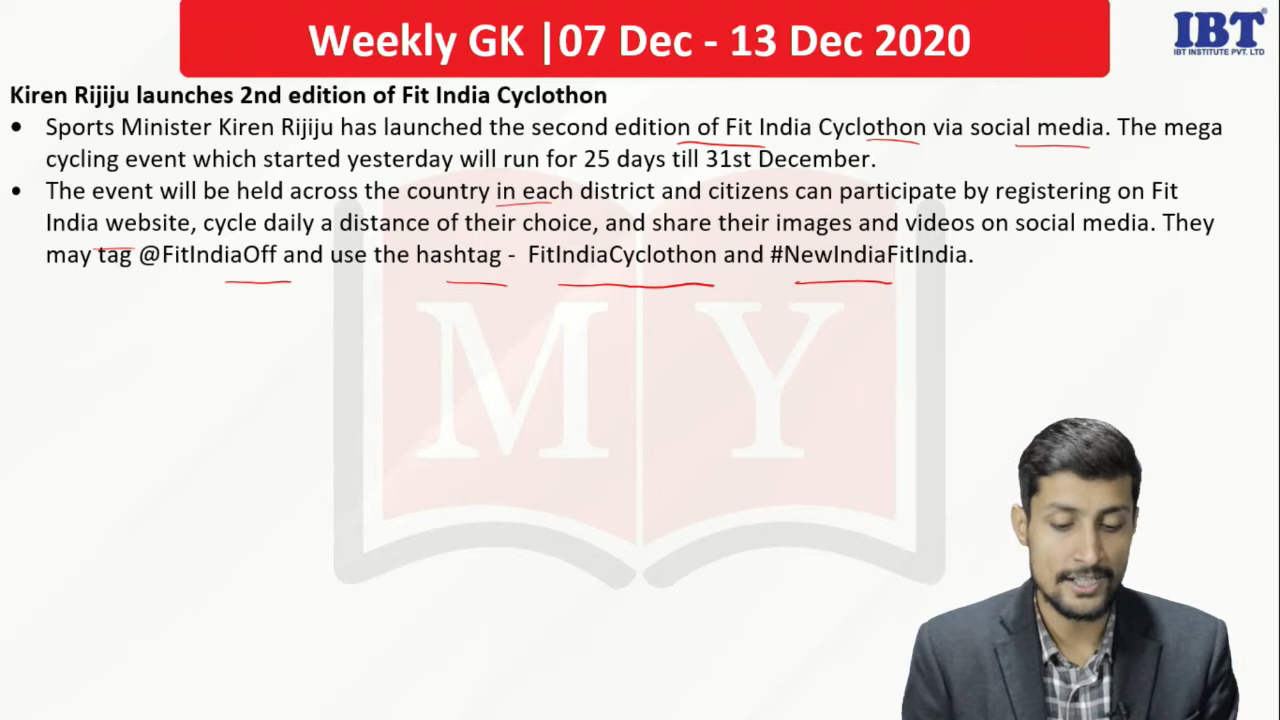 Weekly GK |07 Dec - 13 Dec 2020
IBT
IBT INSTITUTE PVT. LTD
Kiren Rijiju launches 2nd edition of Fit India Cyclothon
• Sports Minister Kiren Rijiju has launched the second edition of Fit India Cyclothon via social media. The mega
cycling event which started yesterday will run for 25 days till 31st December.
• The event will be held across the country in each district and citizens can participate by registering on Fit
India website, cycle daily a distance of their choice, and share their images and videos on social media. They
may tag @FitIndiaOff and use the hashtag - FitIndiaCyclothon and #NewIndiaFitIndia.
M Y